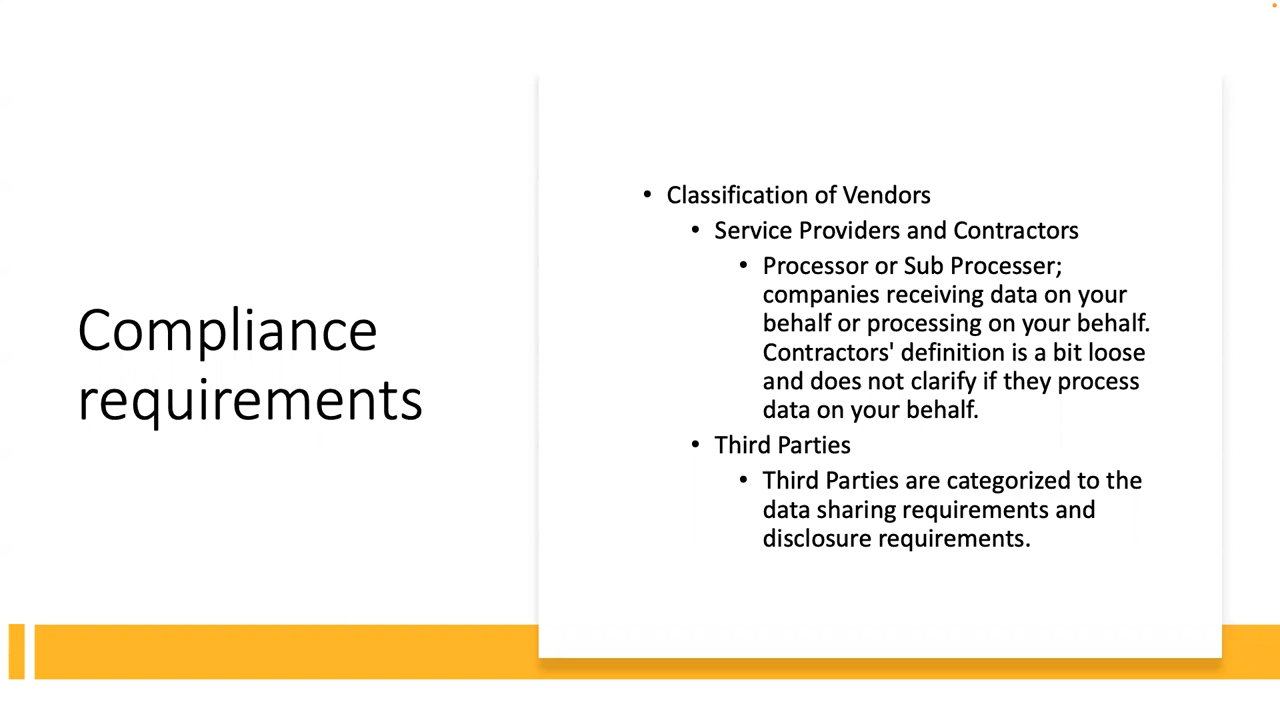 Compliance
requirements
• Classification of Vendors
• Service Providers and Contractors
• Processor or Sub Processer;
companies receiving data on your
behalf or processing on your behalf.
Contractors' definition is a bit loose
and does not clarify if they process
data on your behalf.
• Third Parties
• Third Parties are categorized to the
data sharing requirements and
disclosure requirements.